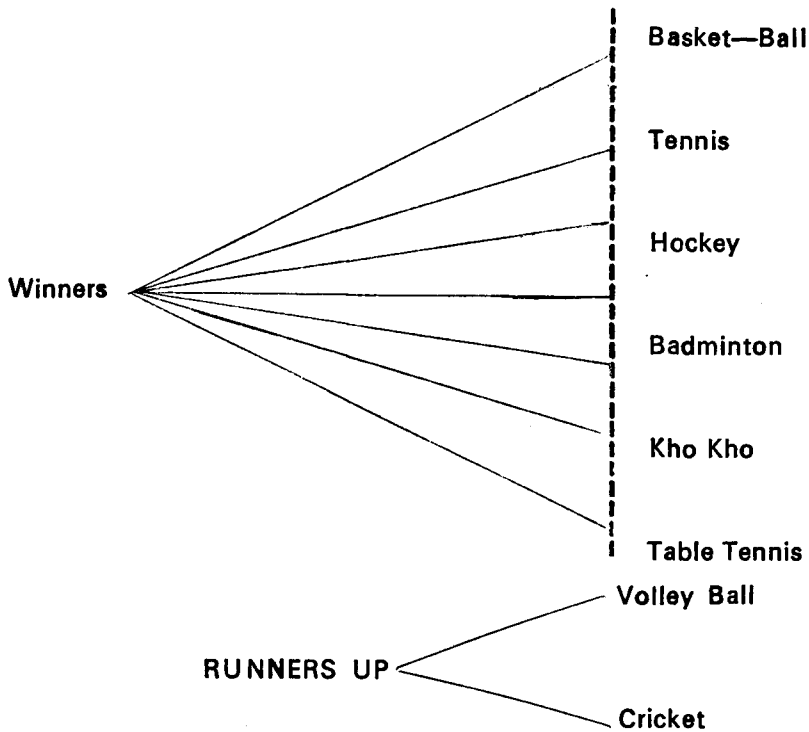 Basket—Ball
Tennis
Hockey
Winners
Badminton
Kho Kho
Table Tennis
Volley Ball
RUNNERS UP
Cricket